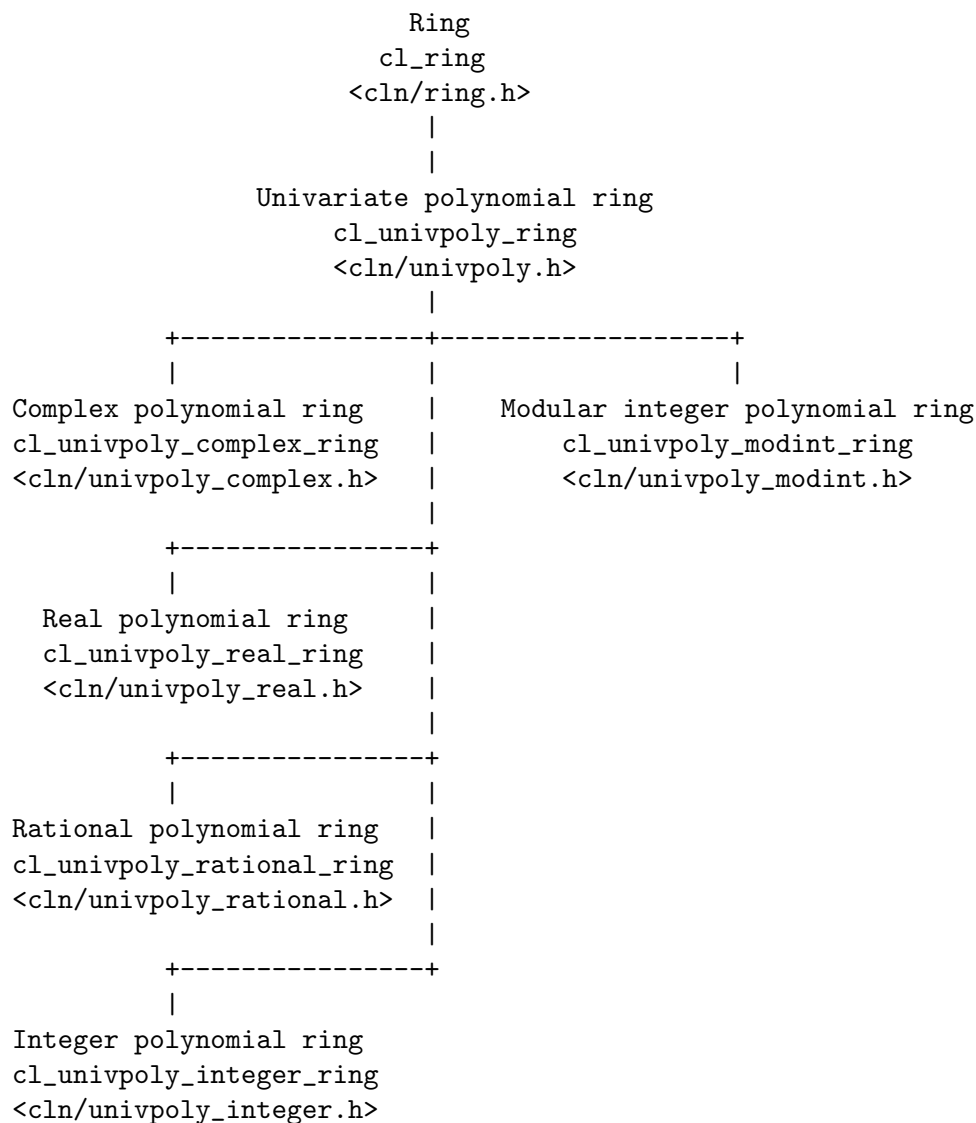 Ring
cl_ring
<cln/ring.h>
|
|
Univariate polynomial ring
cl_univpoly_ring
<cln/univpoly.h>
|
+----------------+-------------------+
| | |
Complex polynomial ring | Modular integer polynomial ring
cl_univpoly_complex_ring | cl_univpoly_modint_ring
<cln/univpoly_complex.h> | <cln/univpoly_modint.h>
|
+----------------+
| |
Real polynomial ring |
cl_univpoly_real_ring |
<cln/univpoly_real.h> |
|
+----------------+
| |
Rational polynomial ring |
cl_univpoly_rational_ring |
<cln/univpoly_rational.h> |
|
+----------------+
|
Integer polynomial ring
cl_univpoly_integer_ring
<cln/univpoly_integer.h>